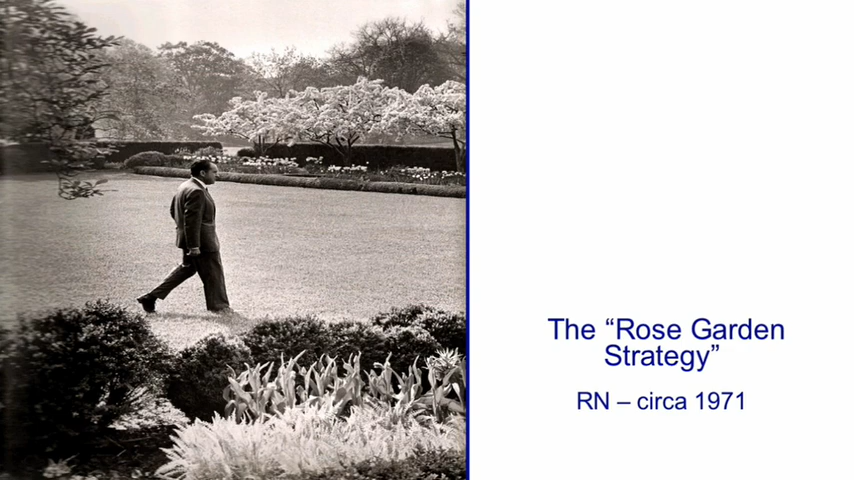 The “Rose Garden
Strategy”
RN – circa 1971